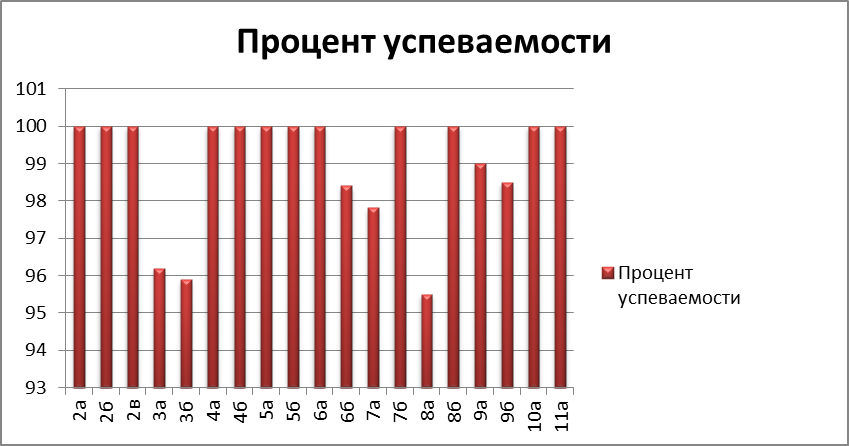 Процент успеваемости
101
100
99
98
97
96
95
94
93
2а 2б 2в 3а 3б 4а 4б 5а 5б 6а 6б 7а 7б 8а 8б 9а 9б 10а 11а
Процент
успеваемости